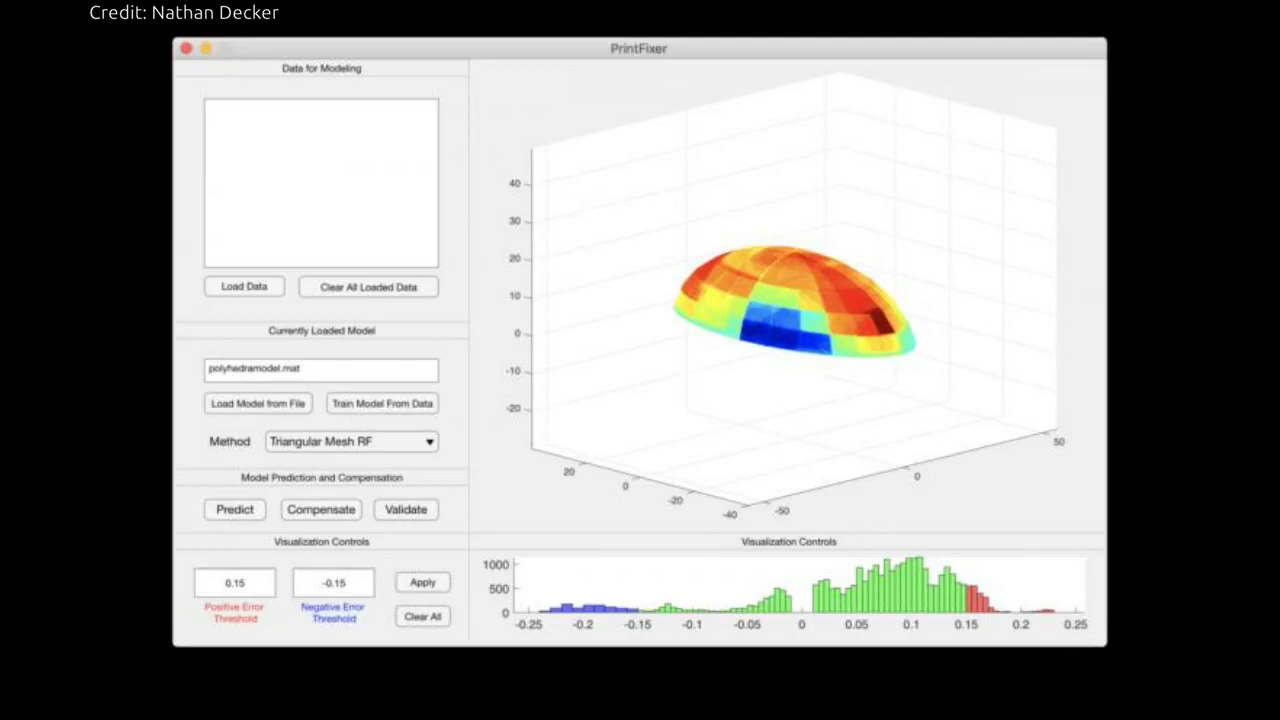 Credit: Nathan Decker
PrintFixer
Data for Modeling
Load Data
Clear All Loaded Data
Currently Loaded Model
polyhedramodel.mat
Load Model from File
Train Model From Data
Method
Triangular Mesh RF
Model Prediction and Compensation
Predict
Compensate
Validate
Visualization Controls
0.15
-0.15
Apply
Positive Error
Threshold
Negative Error
Threshold
Clear All
40
30
20
10
0
-10
-20
20
0
-20
-40
-50
0
50
Visualization Controls
1000
500
0
-0.25
-0.2
-0.15
-0.1
-0.05
0
0.05
0.1
0.15
0.2
0.25